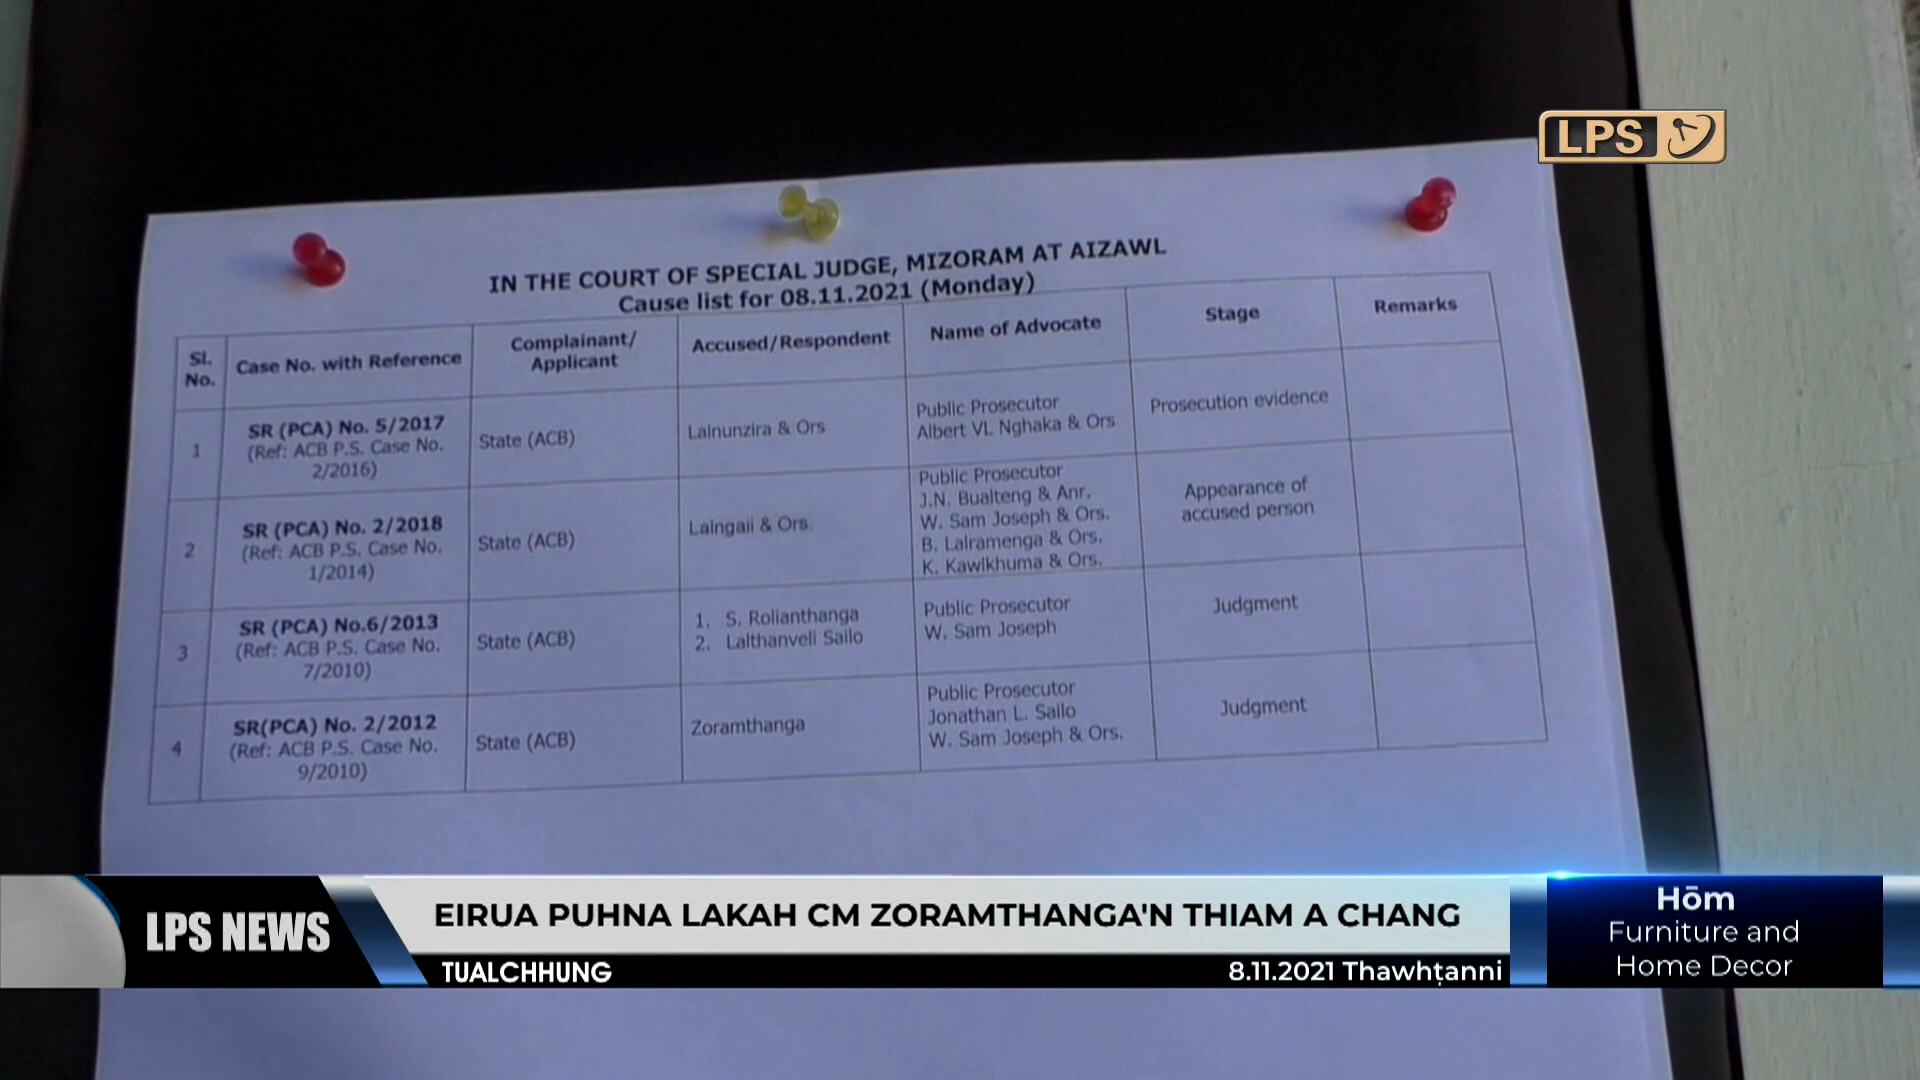 LPS
IN THE COURT OF SPECIAL JUDGE, MIZORAM AT AIZAWL
Cause list for 08.11.2021 (Monday)
Sl. No. Case No. with Reference Complainant/ Applicant Accused/Respondent Name of Advocate Stage Remarks
1
SR (PCA) No. 5/2017
(Ref: ACB P.S. Case No.
2/2016)
State (ACB)
Lalnunzira & Ors
Public Prosecutor
Albert VL Nghaka & Ors
Prosecution evidence
2
SR (PCA) No. 2/2018
(Ref: ACB P.S. Case No.
1/2014)
State (ACB)
Lalngaii & Ors.
Public Prosecutor
J.N. Bualteng & Anr.
W. Sam Joseph & Ors.
B. Lalramenga & Ors.
K. Kawlkhuma & Ors.
Appearance of
accused person
3
SR (PCA) No.6/2013
(Ref: ACB P.S. Case No.
7/2010)
State (ACB)
1. S. Rolianthanga
2. Lalthanveli Sailo
Public Prosecutor
W. Sam Joseph
Judgment
4
SR(PCA) No. 2/2012
(Ref: ACB P.S. Case No.
9/2010)
State (ACB)
Zoramthanga
Public Prosecutor
Jonathan L. Sailo
W. Sam Joseph & Ors.
Judgment
LPS NEWS
EIRUA PUHNA LAKAH CM ZORAMTHANGA'N THIAM A CHANG
TUALCHHUNG
8.11.2021 Thawhṭanni
Hōm
Furniture and
Home Decor